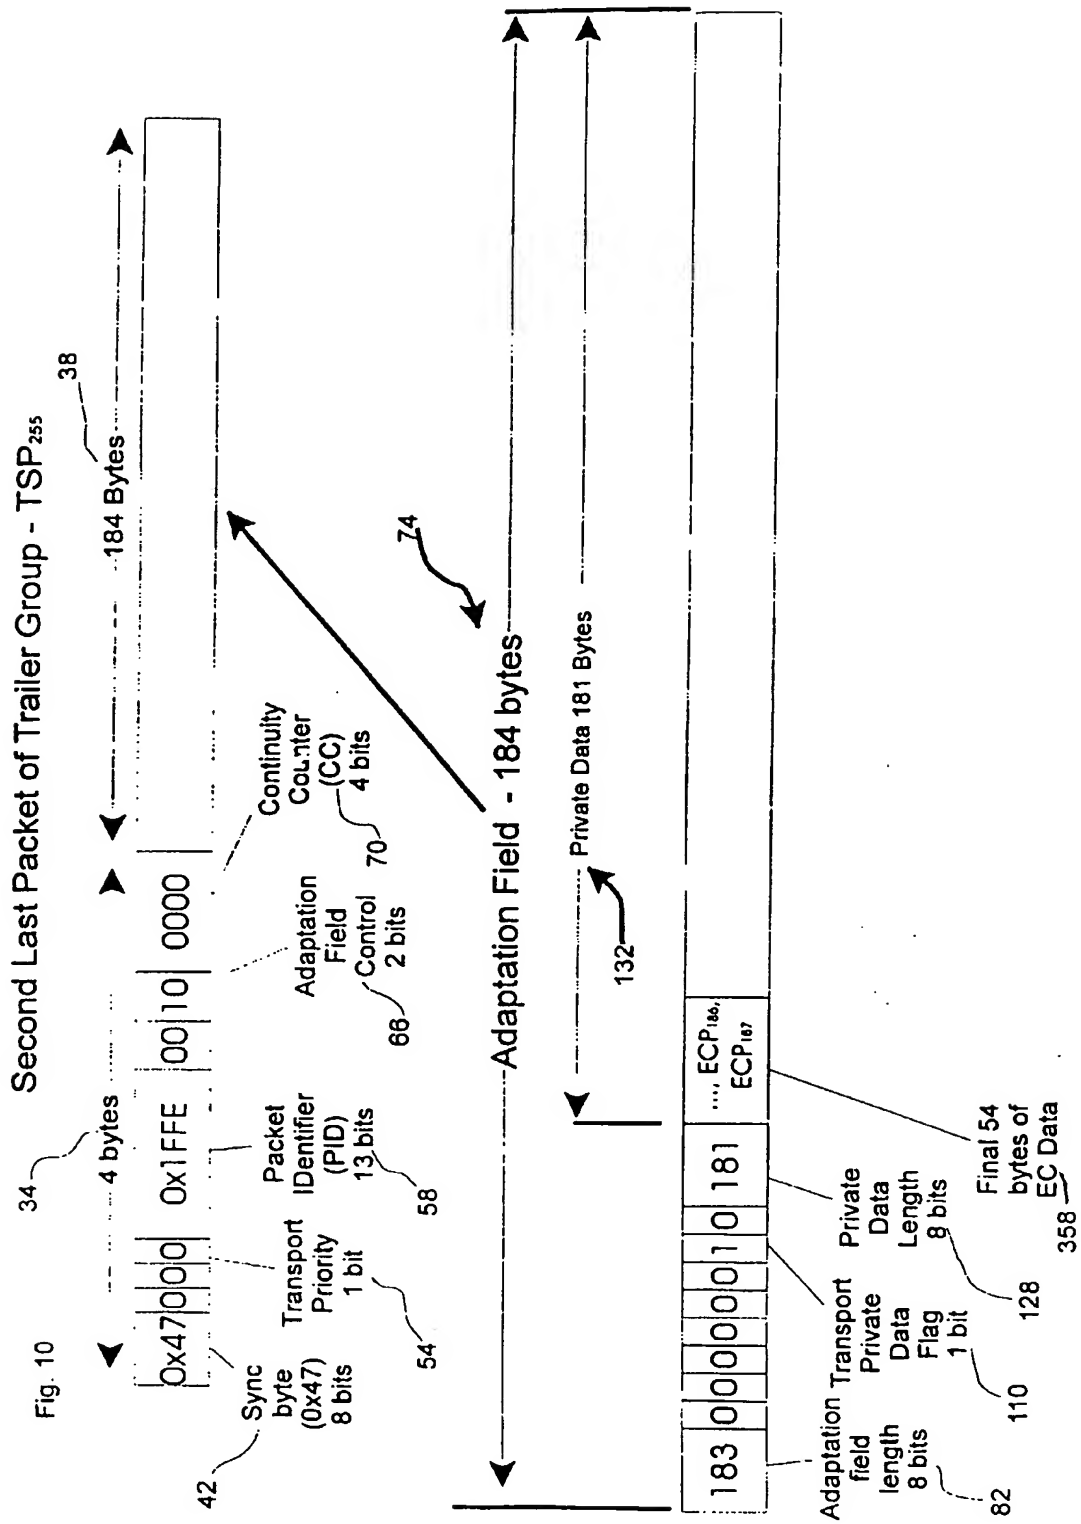 Fig. 10
Second Last Packet of Trailer Group - TSP255
34
38
4 bytes
184 Bytes
0x47 0 0 0 0x1FFE 00 10 0000
42
Sync
byte
(0x47)
8 bits
54
Transport
Priority
1 bit
58
Packet
IDentifier
(PID)
13 bits
66
Adaptation
Field
Control
2 bits
70
Continuity
Counter
(CC)
4 bits
74
Adaptation Field - 184 bytes
132
Private Data 181 Bytes
183 0 0 0 0 0 0 1 0 181 ..., ECP186,
ECP187
82
Adaptation
field
length
8 bits
110
Transport
Private
Data
Flag
1 bit
128
Private
Data
Length
8 bits
358
Final 54
bytes of
EC Data